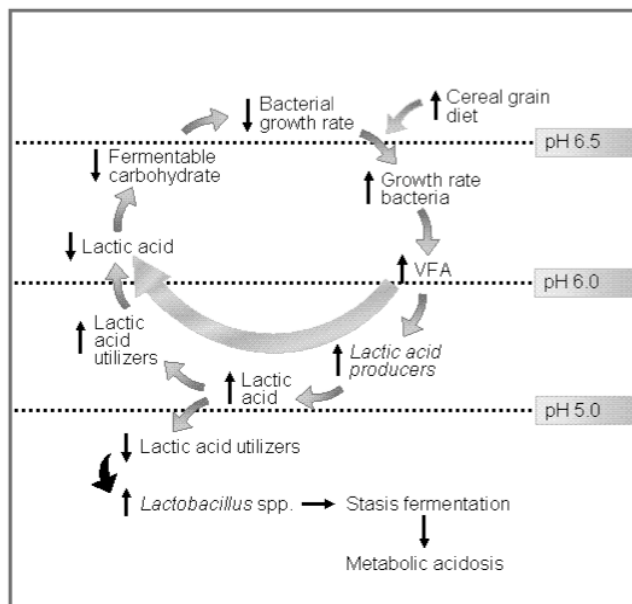 Bacterial
growth rate
Cereal grain
diet
pH 6.5
Fermentable
carbohydrate
Growth rate
bacteria
Lactic acid
VFA
pH 6.0
Lactic
acid
utilizers
Lactic acid
producers
Lactic
acid
pH 5.0
Lactic acid utilizers
Lactobacillus spp.
Stasis fermentation
Metabolic acidosis